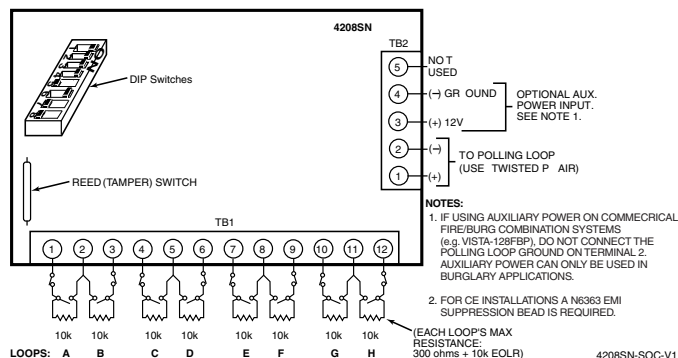 4208SN
TB2
5
NOT
USED
4
(–) GR OUND
OPTIONAL AUX.
POWER INPUT.
SEE NOTE 1.
3
(+) 12V
2
(–)
TO POLLING LOOP
(USE TWISTED P AIR)
1
(+)
DIP Switches
REED (TAMPER) SWITCH
TB1
1 2 3 4 5 6 7 8 9 10 11 12
10k 10k 10k 10k 10k 10k 10k 10k
LOOPS: A B C D E F G H
(EACH LOOP'S MAX
RESISTANCE:
300 ohms + 10k EOLR)
NOTES:
1. IF USING AUXILIARY POWER ON COMMECRICAL
FIRE/BURG COMBINATION SYSTEMS
(e.g. VISTA-128FBP), DO NOT CONNECT THE
POLLING LOOP GROUND ON TERMINAL 2.
AUXILIARY POWER CAN ONLY BE USED IN
BURGLARY APPLICATIONS.
2. FOR CE INSTALLATIONS A N6363 EMI
SUPPRESSION BEAD IS REQUIRED.
4208SN-SOC-V1